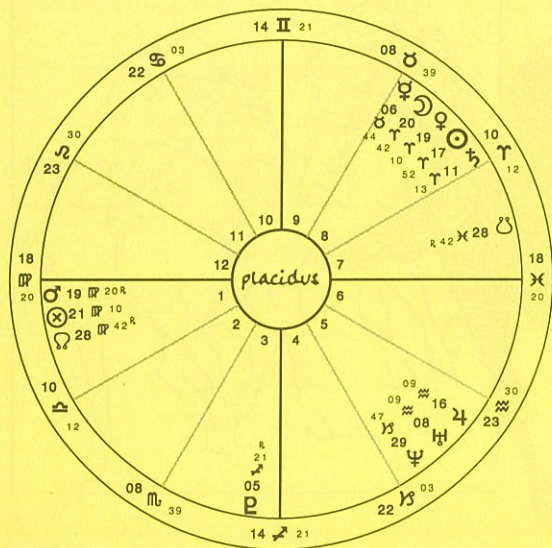 14 ♊ 21
22 ♋ 03
08 ♉ 39
☿ ☽ ♀ ☉ ♄
06 ♉ 44
20 ♈ 42
19 ♈ 10
17 ♈ 52
11 ♈ 13
30 ♌ 23
10 ♈ 12
10 9
11 8
℞ 42 ♓ 28 ☋
18 ♍ 20
12 7
placidus
18 ♓ 20
♂ 19 ♍ 20 ℞
⊗ 21 ♍ 10
☊ 28 ♍ 42 ℞
1 6
2 5
3 4
09 ♒ 16 ♃
09 ♒ 08 ♅
47 ♑ 29 ♆
10 ♎ 12
30 ♒ 23
℞ 21 ♐ 05 ♇
08 ♏ 39
22 ♑ 03
14 ♐ 21